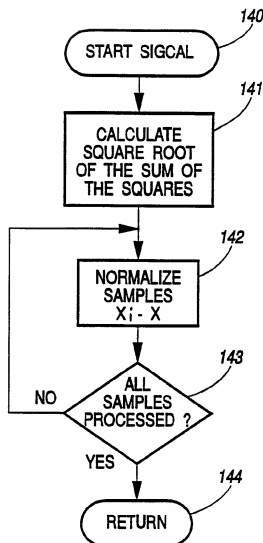 140
START SIGCAL
141
CALCULATE
SQUARE ROOT
OF THE SUM OF
THE SQUARES
142
NORMALIZE
SAMPLES
Xi - X
143
ALL
SAMPLES
PROCESSED ?
NO
YES
144
RETURN